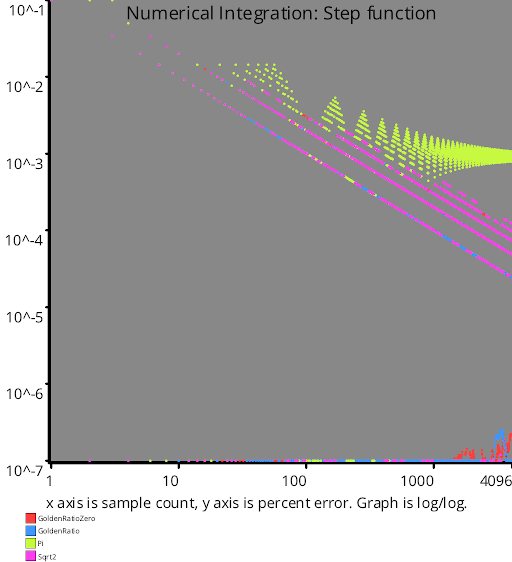 Numerical Integration: Step function
10^-1
10^-2
10^-3
10^-4
10^-5
10^-6
10^-7
1 10 100 1000 4096
x axis is sample count, y axis is percent error. Graph is log/log.
GoldenRatioZero
GoldenRatio
Pi
Sqrt2